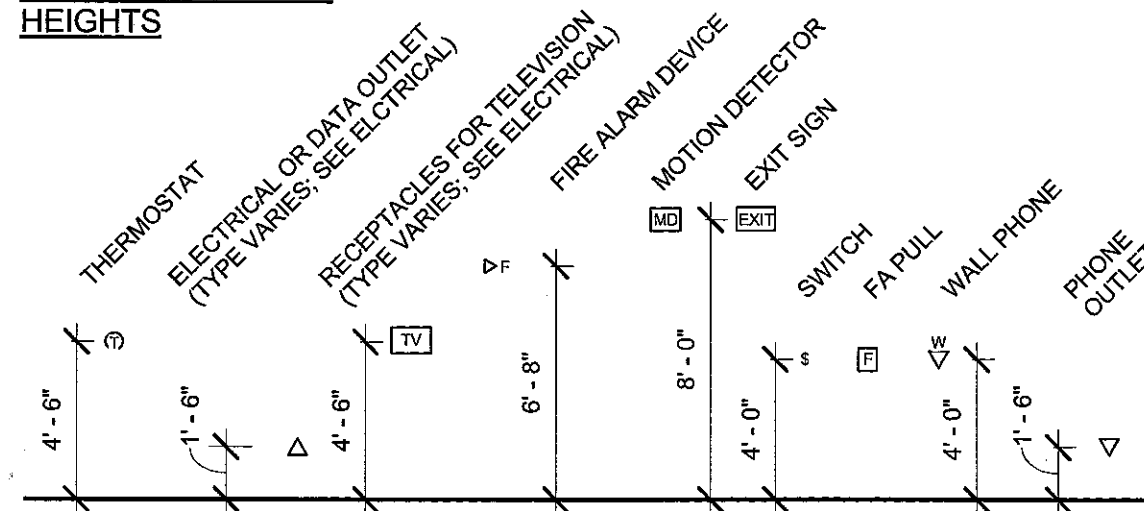 HEIGHTS
THERMOSTAT
ELECTRICAL OR DATA OUTLET
(TYPE VARIES; SEE ELCTRICAL)
RECEPTACLES FOR TELEVISION
(TYPE VARIES; SEE ELECTRICAL)
FIRE ALARM DEVICE
MOTION DETECTOR
EXIT SIGN
SWITCH
FA PULL
WALL PHONE
PHONE
OUTLET
T
TV
F
MD
EXIT
$
F
W
4' - 6"
1' - 6"
4' - 6"
6' - 8"
8' - 0"
4' - 0"
4' - 0"
1' - 6"